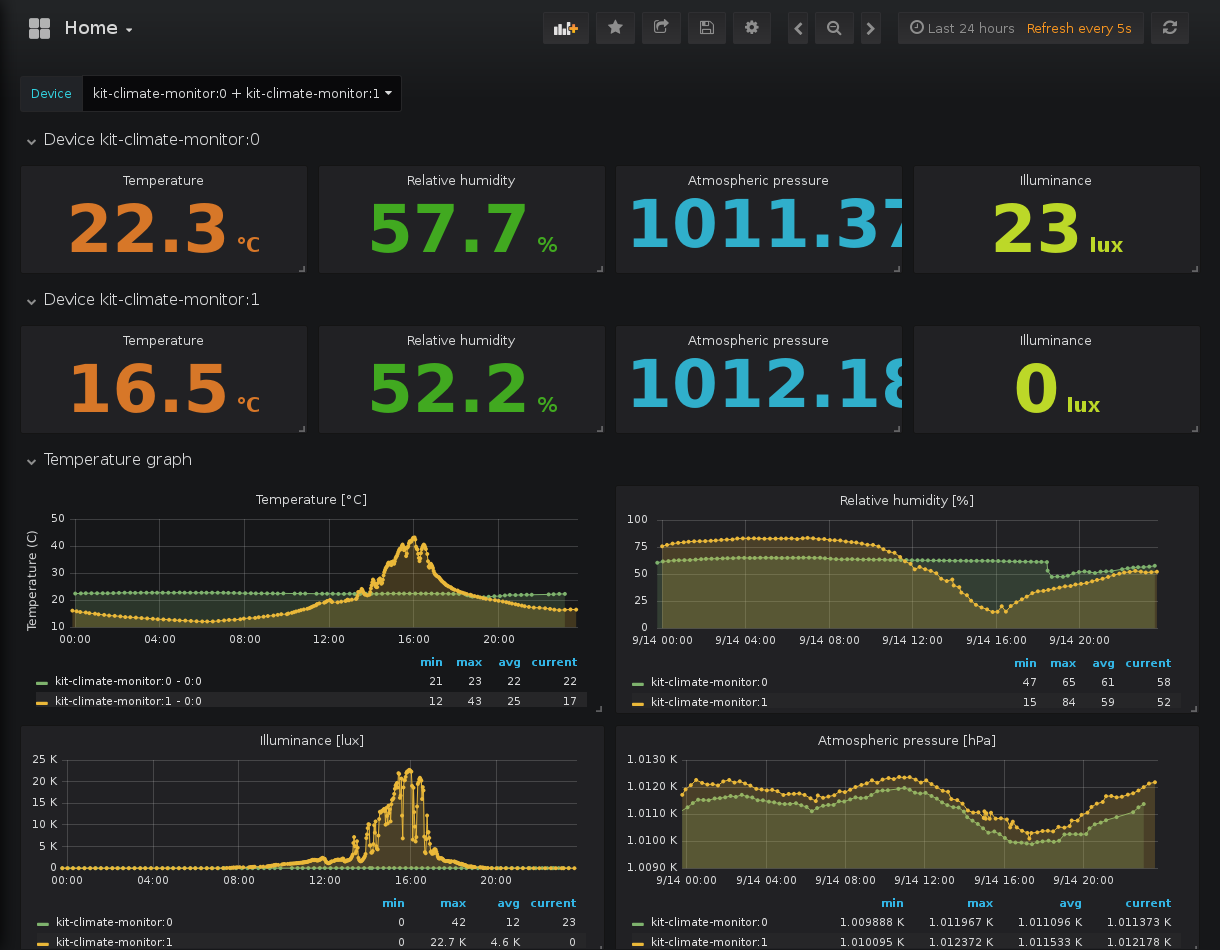 Home
Last 24 hours Refresh every 5s
Device kit-climate-monitor:0 + kit-climate-monitor:1
Device kit-climate-monitor:0
Temperature Relative humidity Atmospheric pressure Illuminance
22.3 °C 57.7 % 1011.37 23 lux
Device kit-climate-monitor:1
Temperature Relative humidity Atmospheric pressure Illuminance
16.5 °C 52.2 % 1012.18 0 lux
Temperature graph
Temperature [°C]
Temperature (C)
50
40
30
20
10
00:00 04:00 08:00 12:00 16:00 20:00
min max avg current
kit-climate-monitor:0 - 0:0 21 23 22 22
kit-climate-monitor:1 - 0:0 12 43 25 17
Relative humidity [%]
100
75
50
25
0
9/14 00:00 9/14 04:00 9/14 08:00 9/14 12:00 9/14 16:00 9/14 20:00
min max avg current
kit-climate-monitor:0 47 65 61 58
kit-climate-monitor:1 15 84 59 52
Illuminance [lux]
25 K
20 K
15 K
10 K
5 K
0
00:00 04:00 08:00 12:00 16:00 20:00
min max avg current
kit-climate-monitor:0 0 42 12 23
kit-climate-monitor:1 0 22.7 K 4.6 K 0
Atmospheric pressure [hPa]
1.0130 K
1.0120 K
1.0110 K
1.0100 K
1.0090 K
9/14 00:00 9/14 04:00 9/14 08:00 9/14 12:00 9/14 16:00 9/14 20:00
min max avg current
kit-climate-monitor:0 1.009888 K 1.011967 K 1.011096 K 1.011373 K
kit-climate-monitor:1 1.010095 K 1.012372 K 1.011533 K 1.012178 K